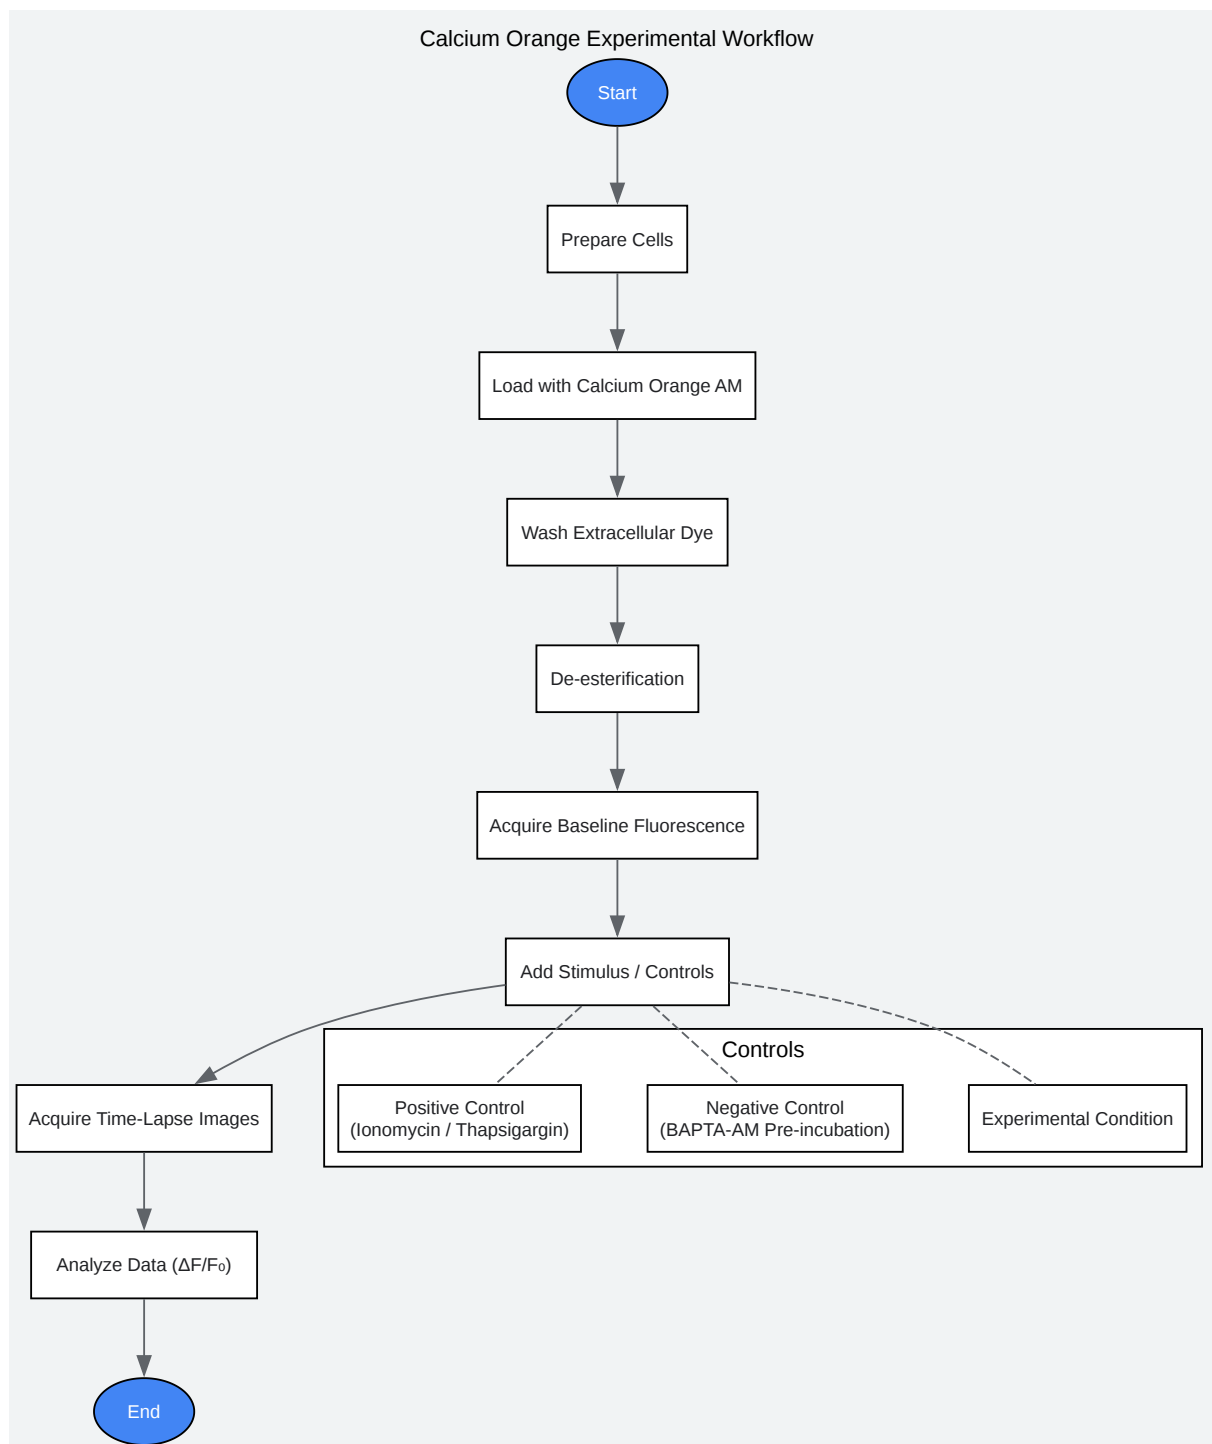 Calcium Orange Experimental Workflow
Start
Prepare Cells
Load with Calcium Orange AM
Wash Extracellular Dye
De-esterification
Acquire Baseline Fluorescence
Add Stimulus / Controls
Controls
Acquire Time-Lapse Images
Positive Control
(Ionomycin / Thapsigargin)
Negative Control
(BAPTA-AM Pre-incubation)
Experimental Condition
Analyze Data (ΔF/F₀)
End